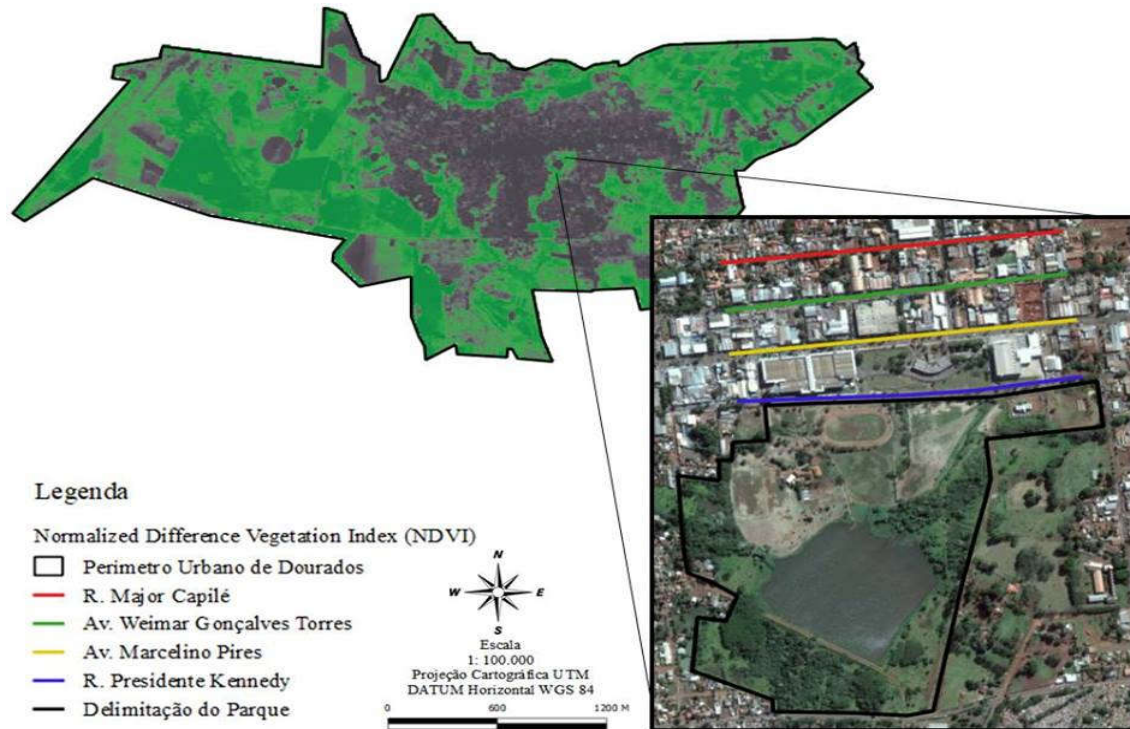 Legenda
Normalized Difference Vegetation Index (NDVI)
Perimetro Urbano de Dourados
R. Major Capilé
Av. Weimar Gonçalves Torres
Av. Marcelino Pires
R. Presidente Kennedy
Delimitação do Parque
N
W
E
S
Escala
1: 100.000
Projeção Cartográfica UTM
DATUM Horizontal WGS 84
0
600
1200 M